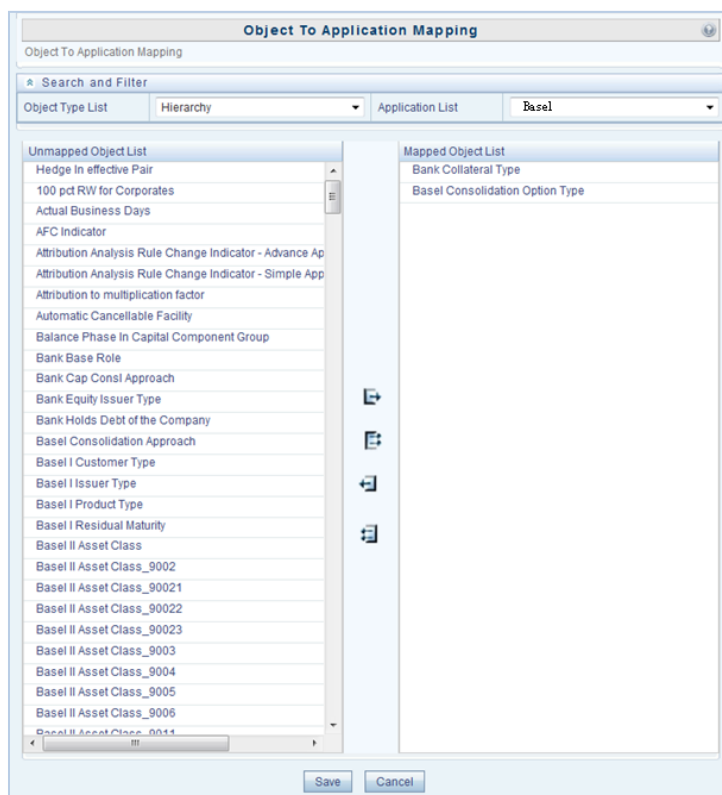 Object To Application Mapping
Object To Application Mapping
Search and Filter
Object Type List Hierarchy Application List Basel
Unmapped Object List
Hedge In effective Pair
100 pct RW for Corporates
Actual Business Days
AFC Indicator
Attribution Analysis Rule Change Indicator - Advance Ap
Attribution Analysis Rule Change Indicator - Simple App
Attribution to multiplication factor
Automatic Cancellable Facility
Balance Phase In Capital Component Group
Bank Base Role
Bank Cap Consl Approach
Bank Equity Issuer Type
Bank Holds Debt of the Company
Basel Consolidation Approach
Basel I Customer Type
Basel I Issuer Type
Basel I Product Type
Basel I Residual Maturity
Basel II Asset Class
Basel II Asset Class_9002
Basel II Asset Class_90021
Basel II Asset Class_90022
Basel II Asset Class_90023
Basel II Asset Class_9003
Basel II Asset Class_9004
Basel II Asset Class_9005
Basel II Asset Class_9006
Basel II Asset Class_9011
Mapped Object List
Bank Collateral Type
Basel Consolidation Option Type
Save Cancel